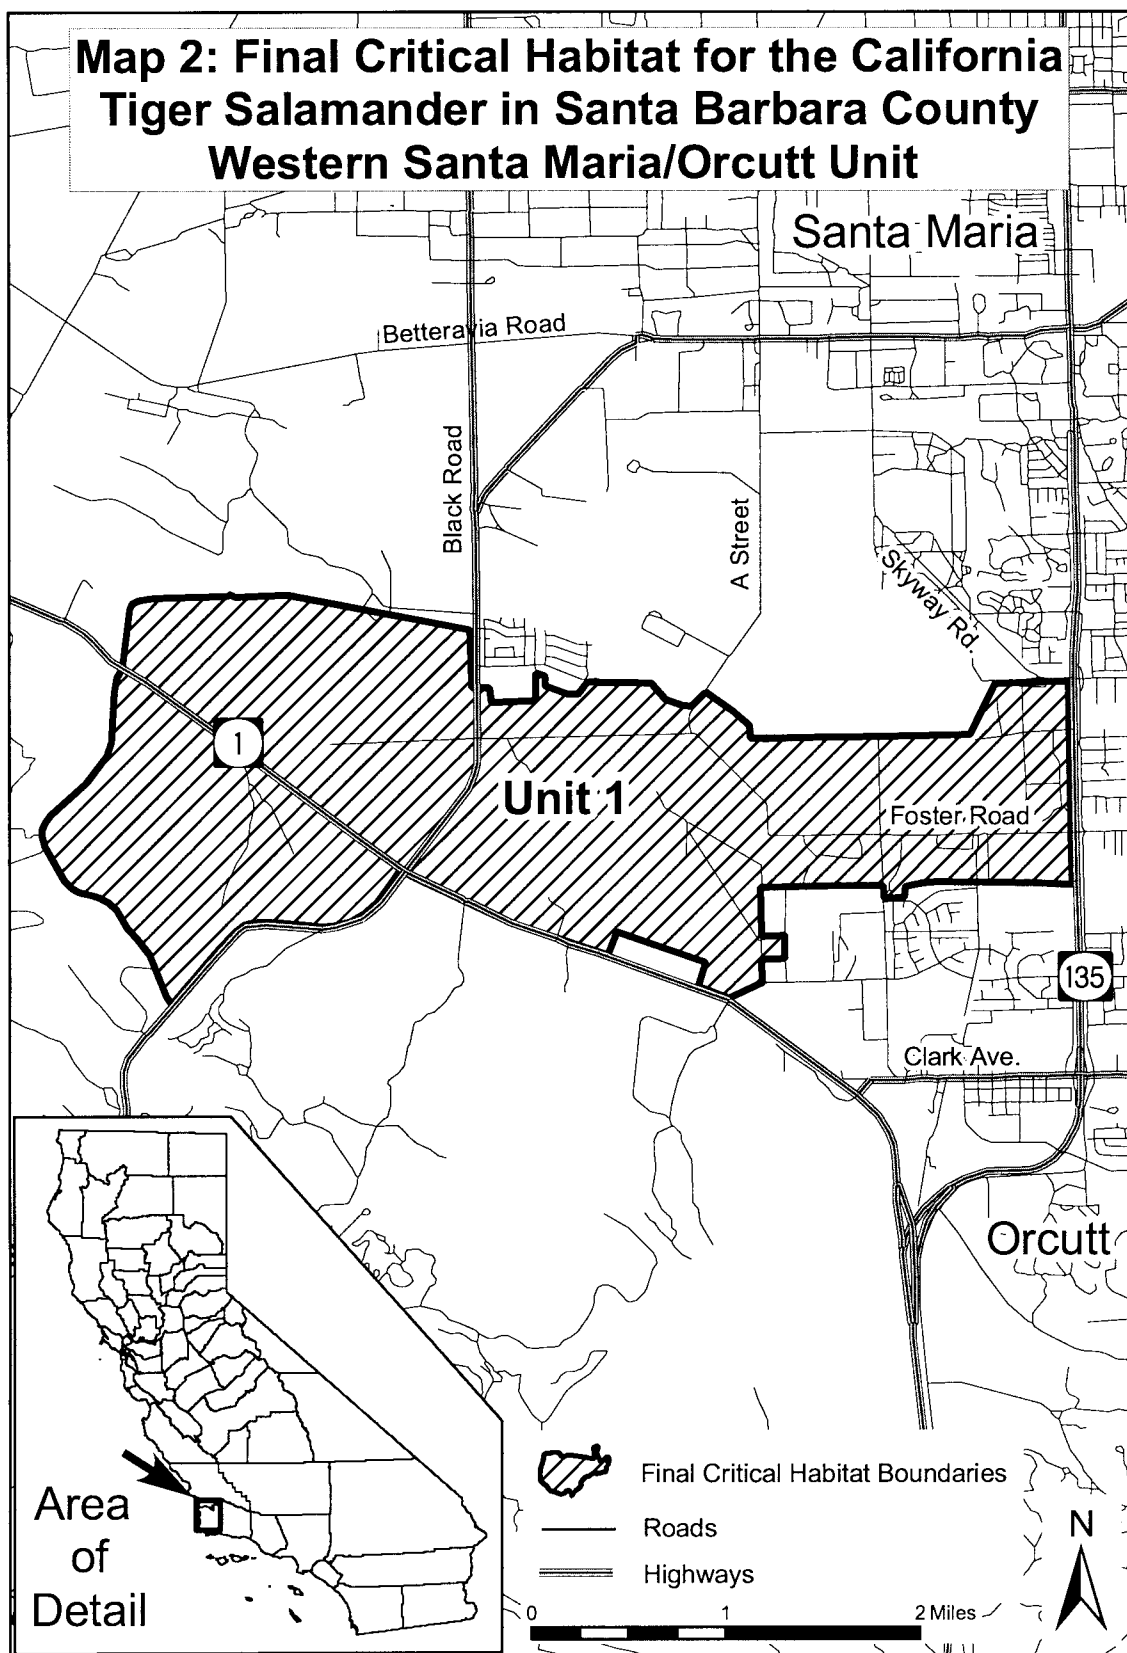 Map 2: Final Critical Habitat for the California
Tiger Salamander in Santa Barbara County
Western Santa Maria/Orcutt Unit
Santa Maria
Betteravia Road
Black Road
A Street
Skyway Rd.
1
Unit 1
Foster Road
135
Clark Ave.
Orcutt
Area
of
Detail
Final Critical Habitat Boundaries
Roads
Highways
N
0 1 2 Miles